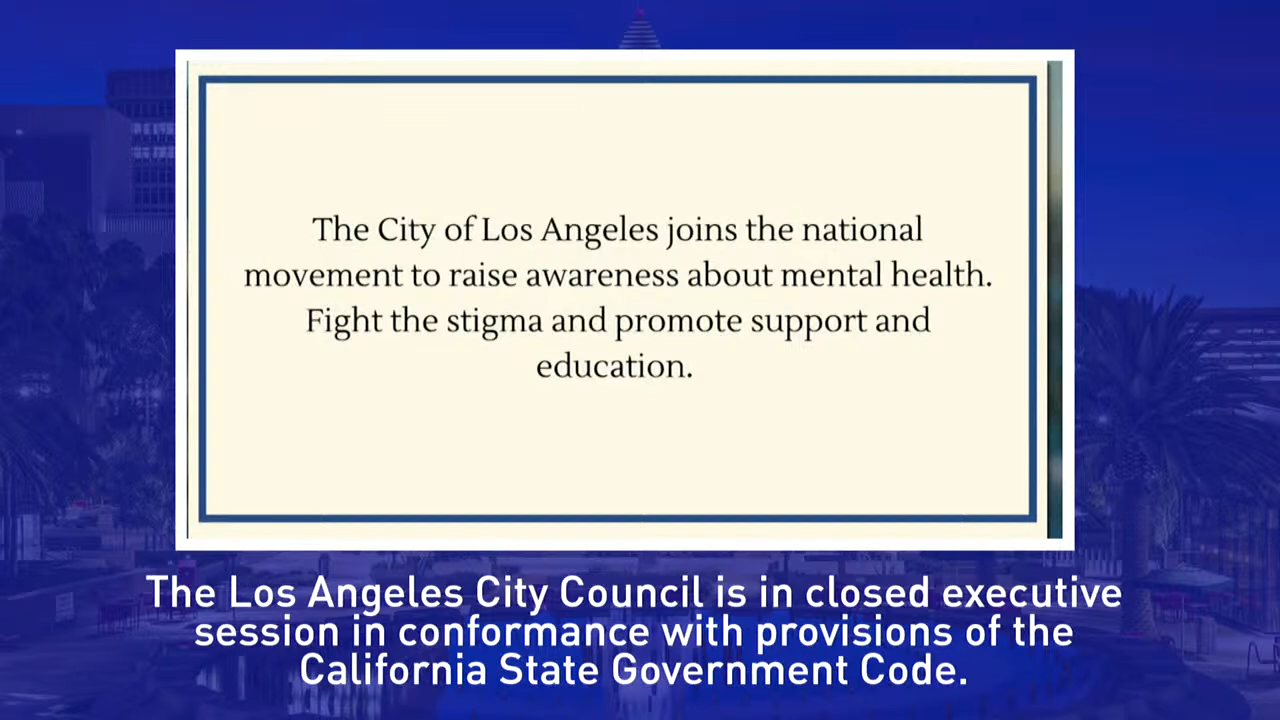 The City of Los Angeles joins the national
movement to raise awareness about mental health.
Fight the stigma and promote support and
education.
The Los Angeles City Council is in closed executive
session in conformance with provisions of the
California State Government Code.